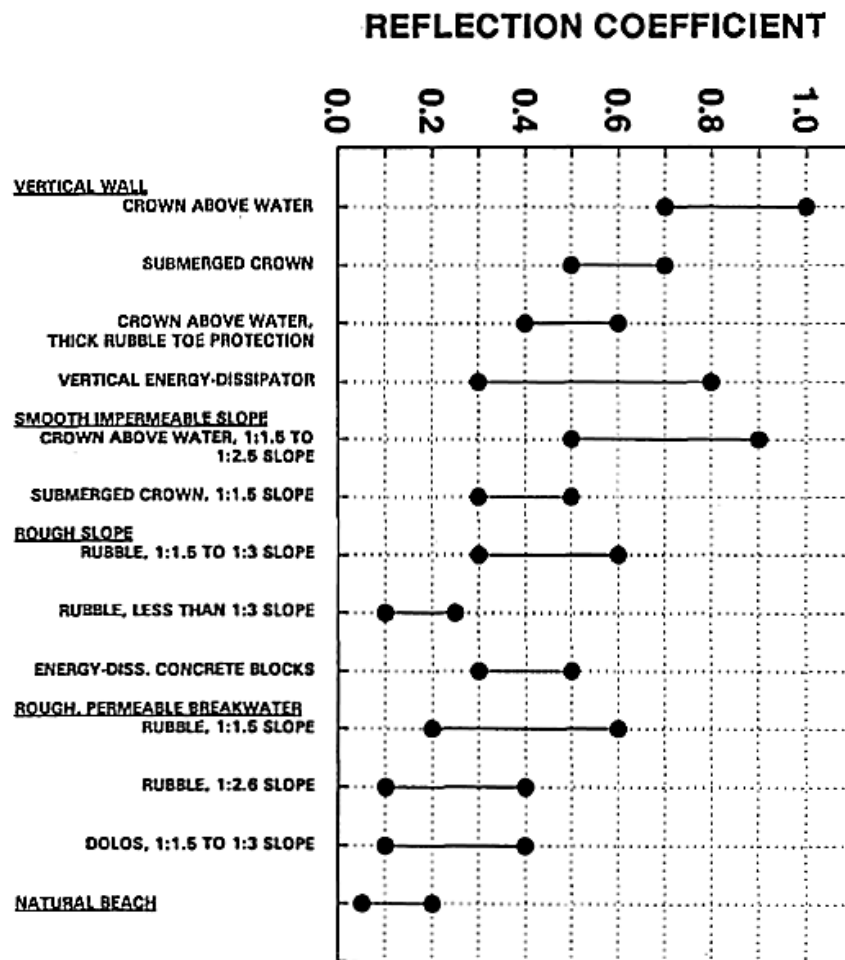 REFLECTION COEFFICIENT
0.0
0.2
0.4
0.6
0.8
1.0
VERTICAL WALL
CROWN ABOVE WATER
SUBMERGED CROWN
CROWN ABOVE WATER,
THICK RUBBLE TOE PROTECTION
VERTICAL ENERGY-DISSIPATOR
SMOOTH IMPERMEABLE SLOPE
CROWN ABOVE WATER, 1:1.5 TO
1:2.5 SLOPE
SUBMERGED CROWN, 1:1.5 SLOPE
ROUGH SLOPE
RUBBLE, 1:1.5 TO 1:3 SLOPE
RUBBLE, LESS THAN 1:3 SLOPE
ENERGY-DISS. CONCRETE BLOCKS
ROUGH, PERMEABLE BREAKWATER
RUBBLE, 1:1.5 SLOPE
RUBBLE, 1:2.6 SLOPE
DOLOS, 1:1.5 TO 1:3 SLOPE
NATURAL BEACH